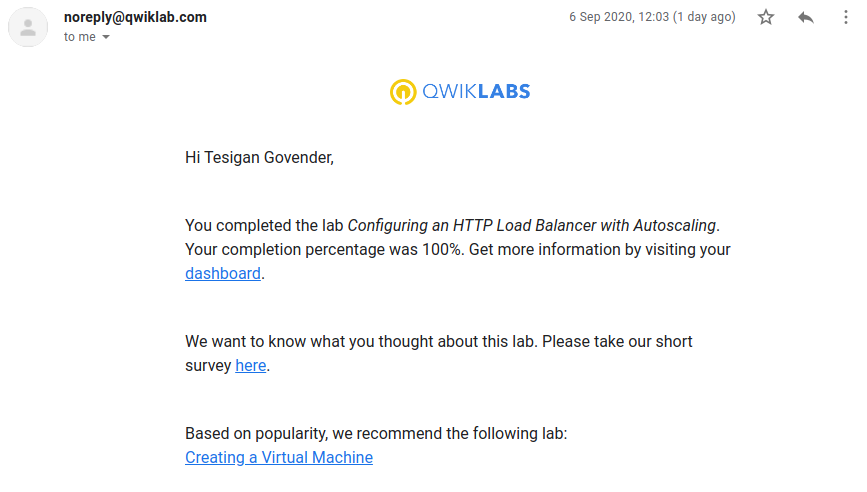 noreply@qwiklab.com
6 Sep 2020, 12:03 (1 day ago)
to me
QWIKLABS
Hi Tesigan Govender,
You completed the lab Configuring an HTTP Load Balancer with Autoscaling.
Your completion percentage was 100%. Get more information by visiting your
dashboard.
We want to know what you thought about this lab. Please take our short
survey here.
Based on popularity, we recommend the following lab:
Creating a Virtual Machine